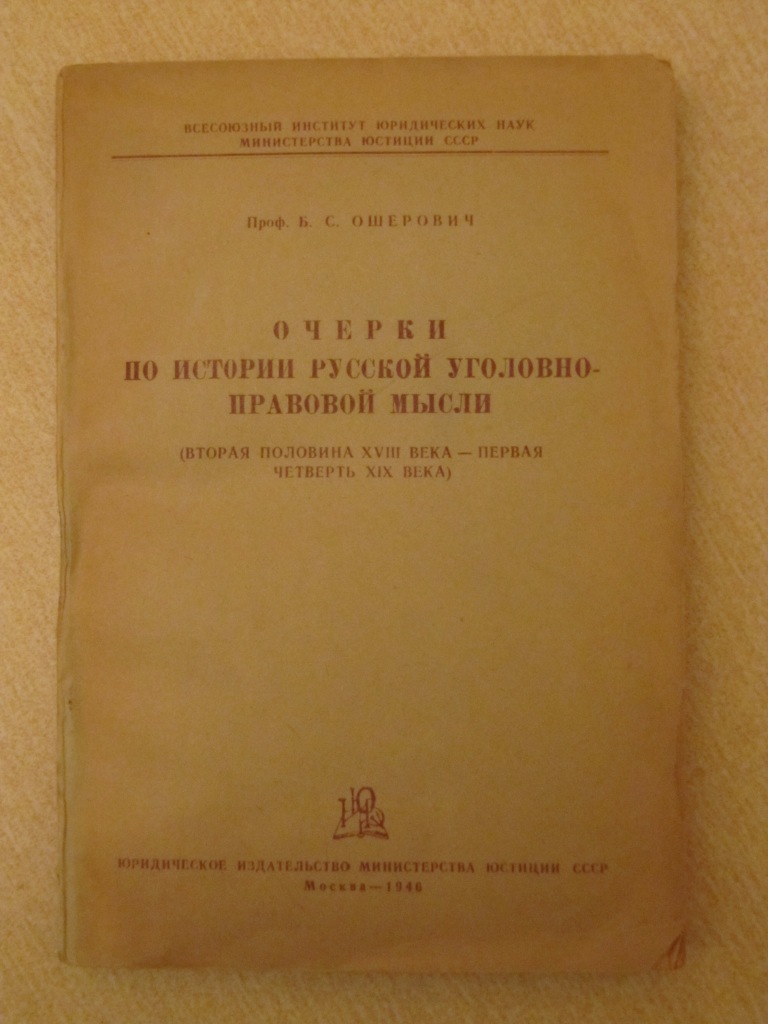 ВСЕСОЮЗНЫЙ ИНСТИТУТ ЮРИДИЧЕСКИХ НАУК
МИНИСТЕРСТВА ЮСТИЦИИ СССР
Проф. Б. С. ОШЕРОВИЧ
ОЧЕРКИ
ПО ИСТОРИИ РУССКОЙ УГОЛОВНО-
ПРАВОВОЙ МЫСЛИ
(ВТОРАЯ ПОЛОВИНА XVIII ВЕКА — ПЕРВАЯ
ЧЕТВЕРТЬ XIX ВЕКА)
ЮРИДИЧЕСКОЕ ИЗДАТЕЛЬСТВО МИНИСТЕРСТВА ЮСТИЦИИ СССР
Москва—1946